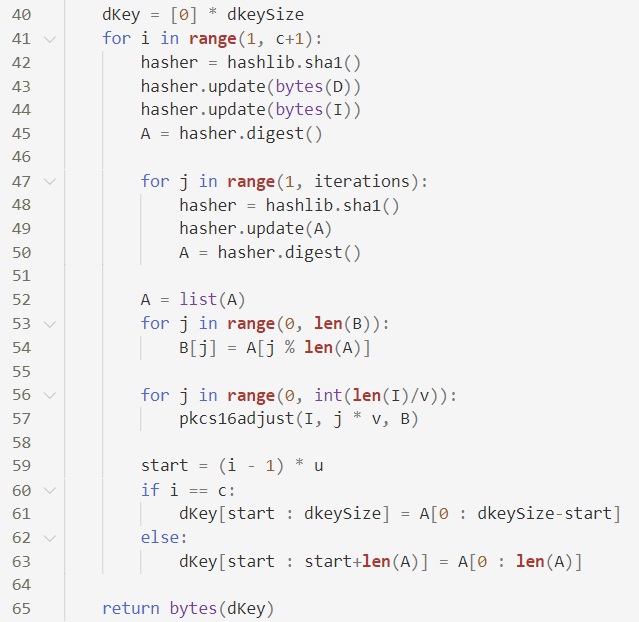 40 dKey = [0] * dkeySize
41 for i in range(1, c+1):
42 hasher = hashlib.sha1()
43 hasher.update(bytes(D))
44 hasher.update(bytes(I))
45 A = hasher.digest()
46
47 for j in range(1, iterations):
48 hasher = hashlib.sha1()
49 hasher.update(A)
50 A = hasher.digest()
51
52 A = list(A)
53 for j in range(0, len(B)):
54 B[j] = A[j % len(A)]
55
56 for j in range(0, int(len(I)/v)):
57 pkcs16adjust(I, j * v, B)
58
59 start = (i - 1) * u
60 if i == c:
61 dKey[start : dkeySize] = A[0 : dkeySize-start]
62 else:
63 dKey[start : start+len(A)] = A[0 : len(A)]
64
65 return bytes(dKey)